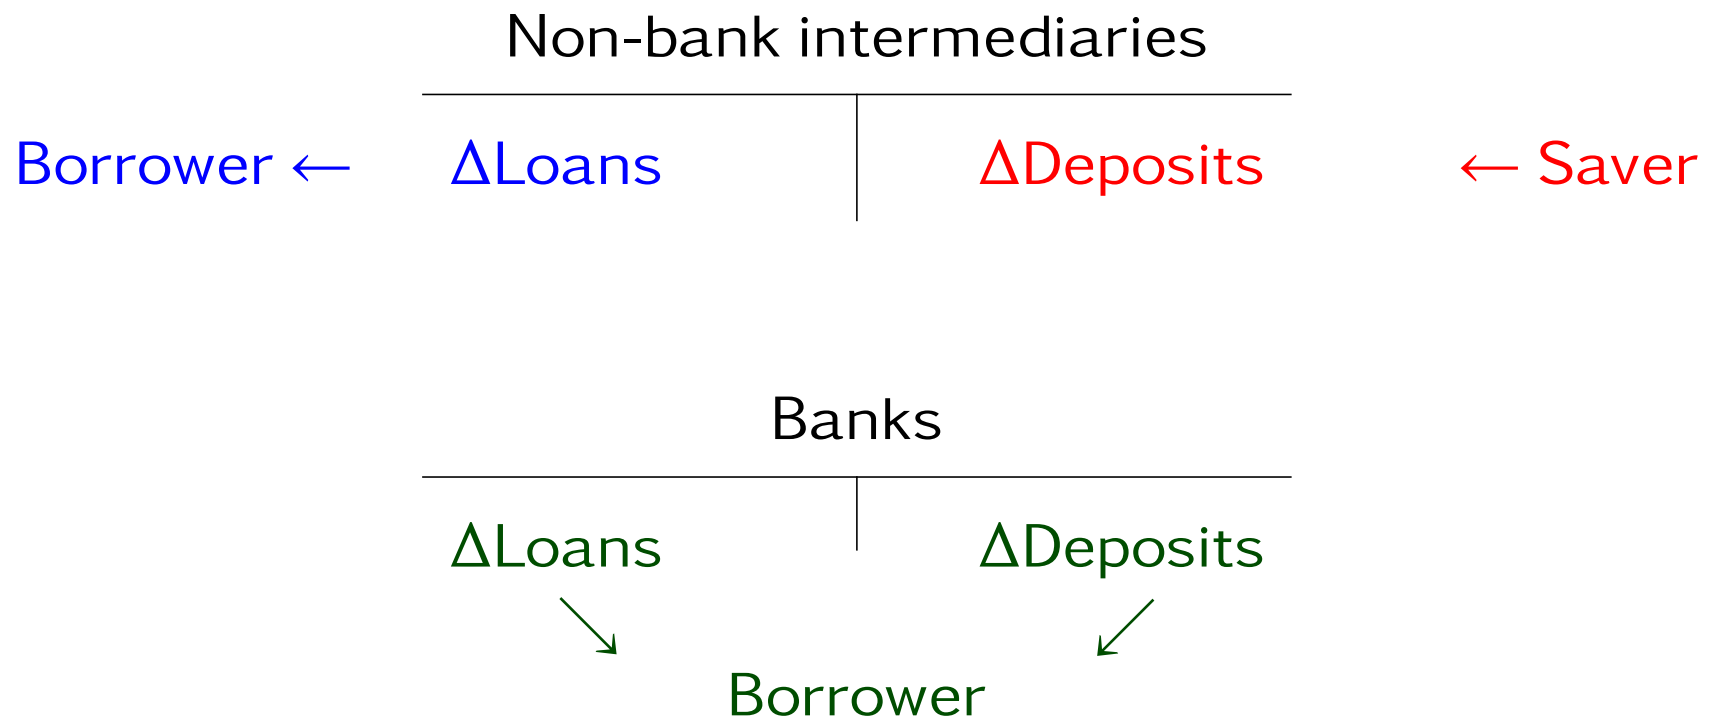 Non-bank intermediaries
Borrower ← ΔLoans ΔDeposits ← Saver
Banks
ΔLoans ΔDeposits
Borrower